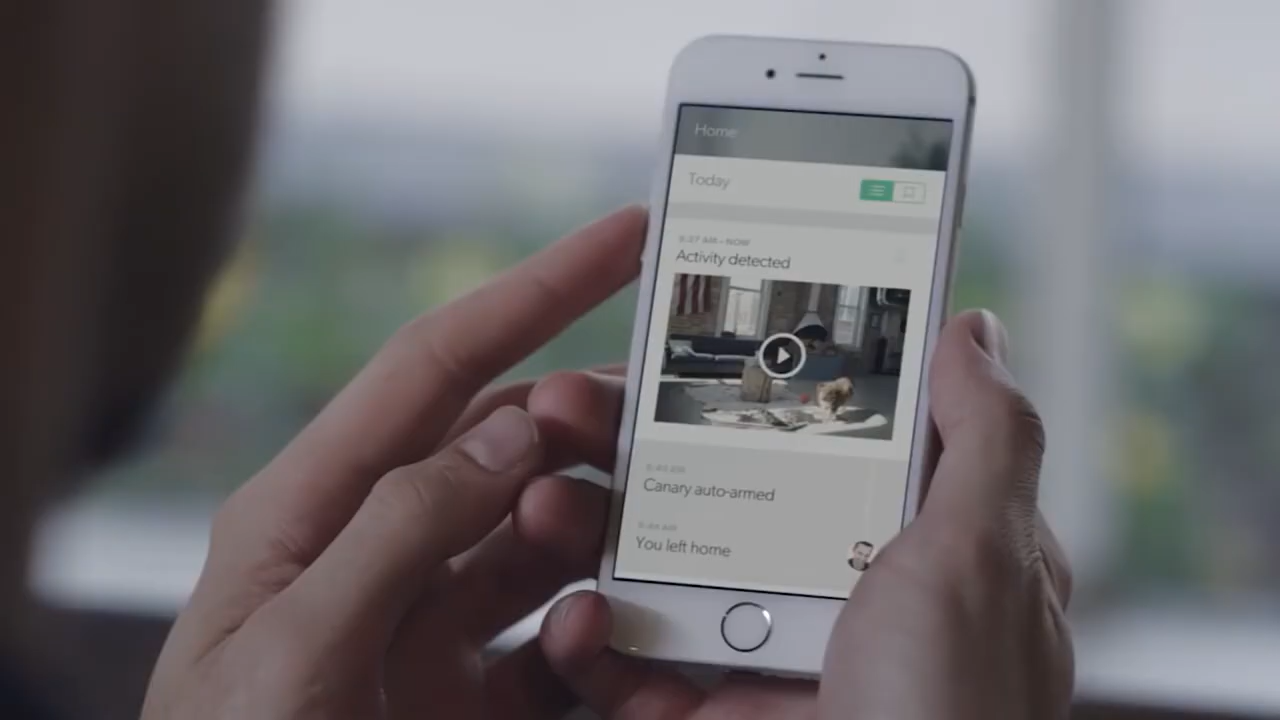 Home
Today
Activity detected
Canary auto-armed
You left home